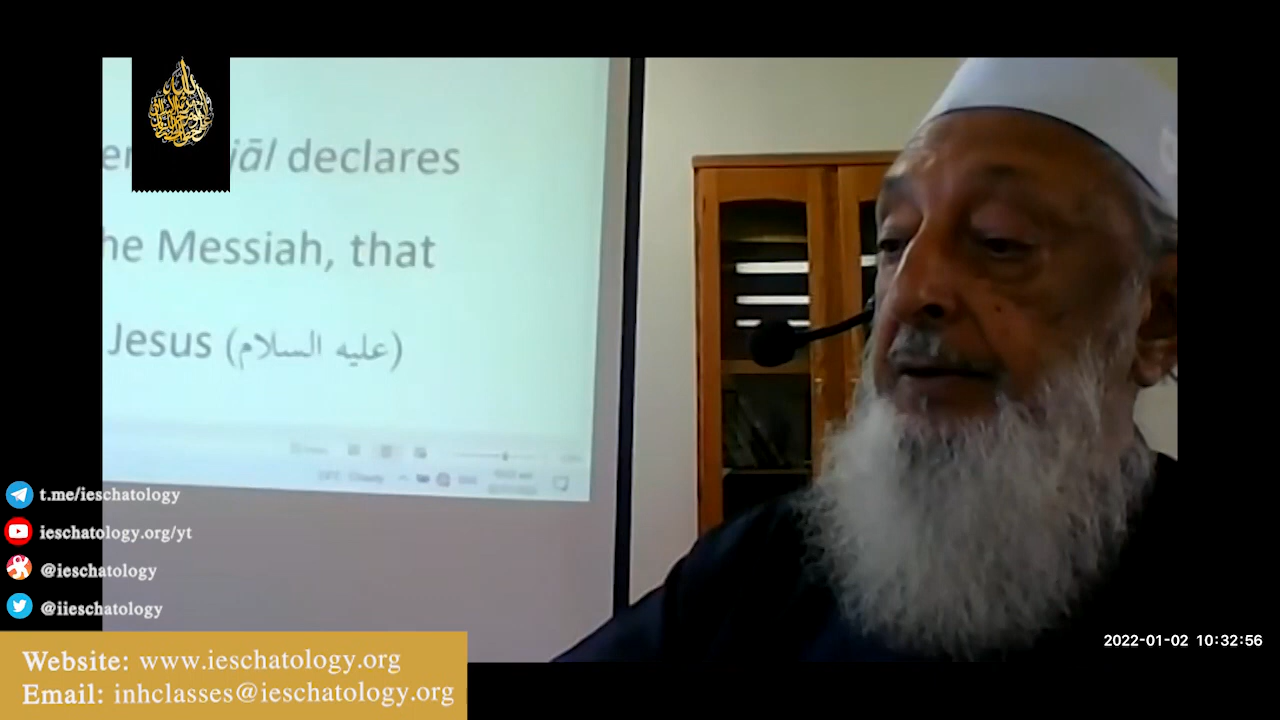 declares
he Messiah, that
Jesus (عليه السلام)
t.me/ieschatology
ieschatology.org/yt
@ieschatology
@iieschatology
Website: www.ieschatology.org
Email: inhclasses@ieschatology.org
2022-01-02 10:32:56